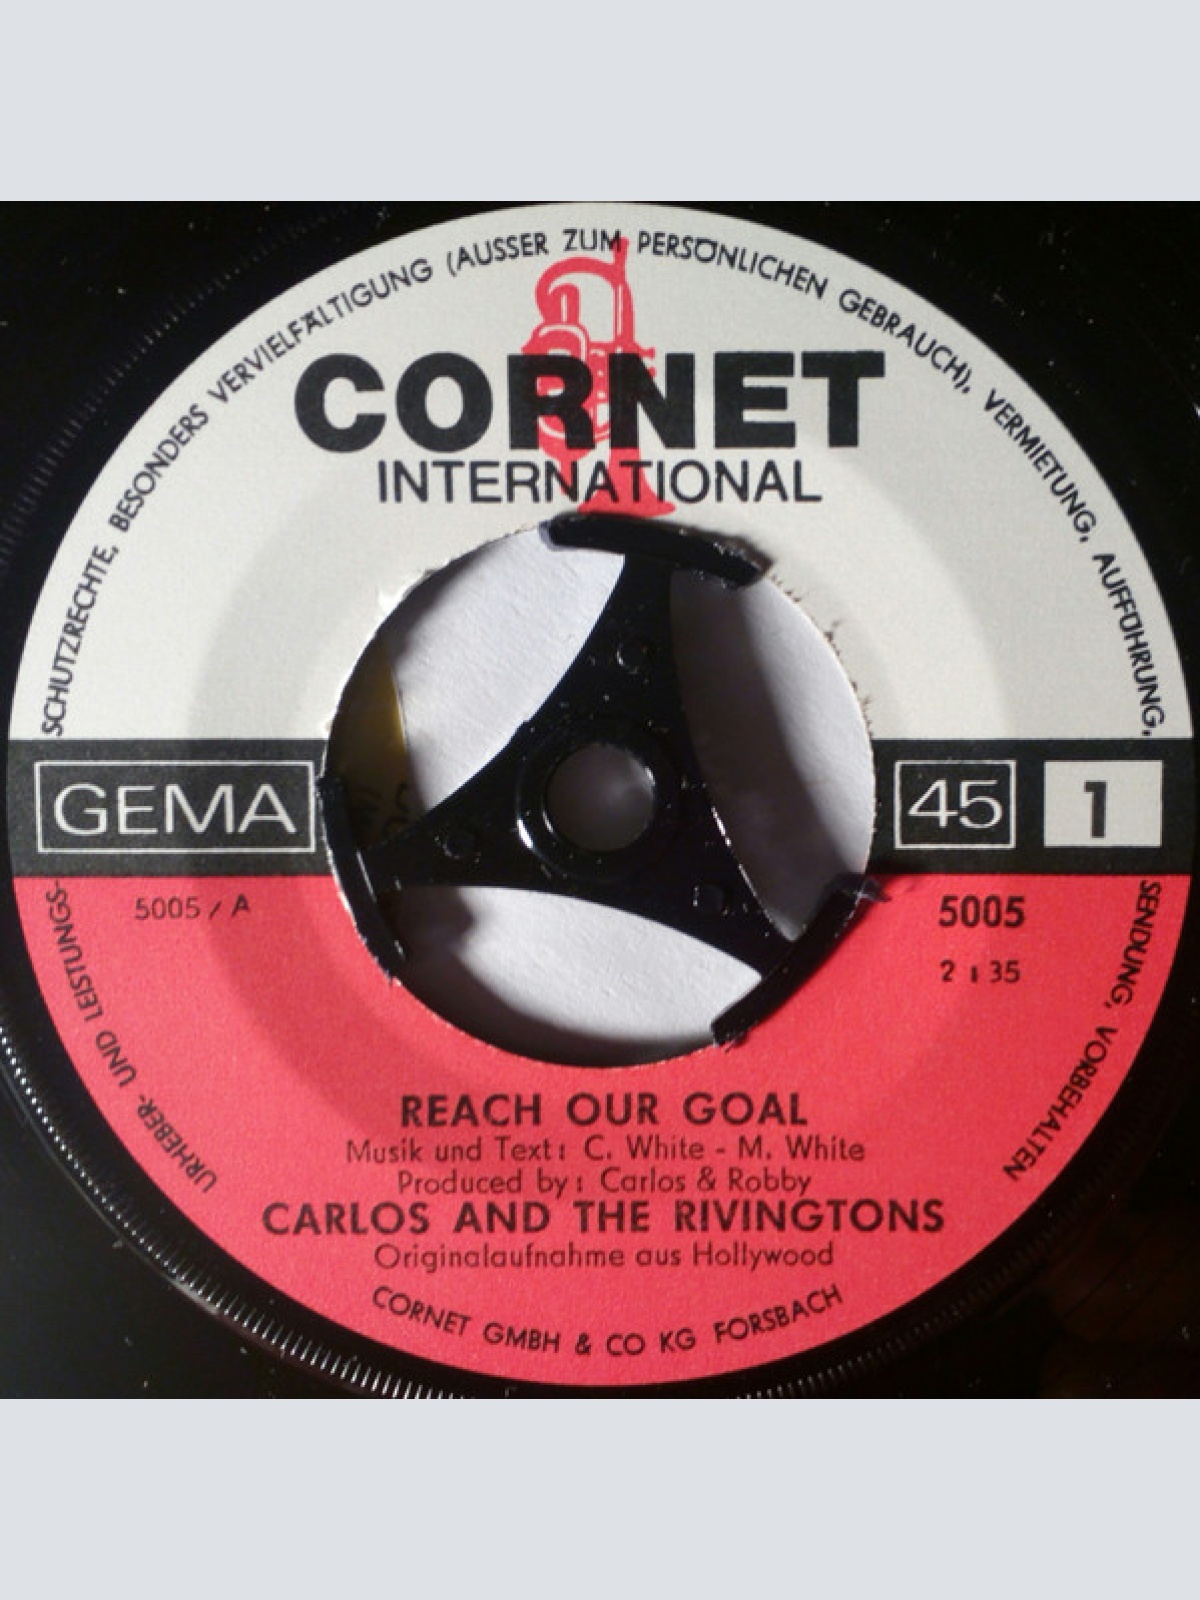 URHEBER- UND LEISTUNGS-
SCHUTZRECHTE, BESONDERS VERVIELFÄLTIGUNG (AUSSER ZUM PERSÖNLICHEN GEBRAUCH), VERMIETUNG, AUFFÜHRUNG,
SENDUNG, VORBEHALTEN
CORNET
INTERNATIONAL
GEMA
45
1
5005 / A
5005
2 : 35
REACH OUR GOAL
Musik und Text: C. White - M. White
Produced by: Carlos & Robby
CARLOS AND THE RIVINGTONS
Originalaufnahme aus Hollywood
CORNET GMBH & CO KG FORSBACH